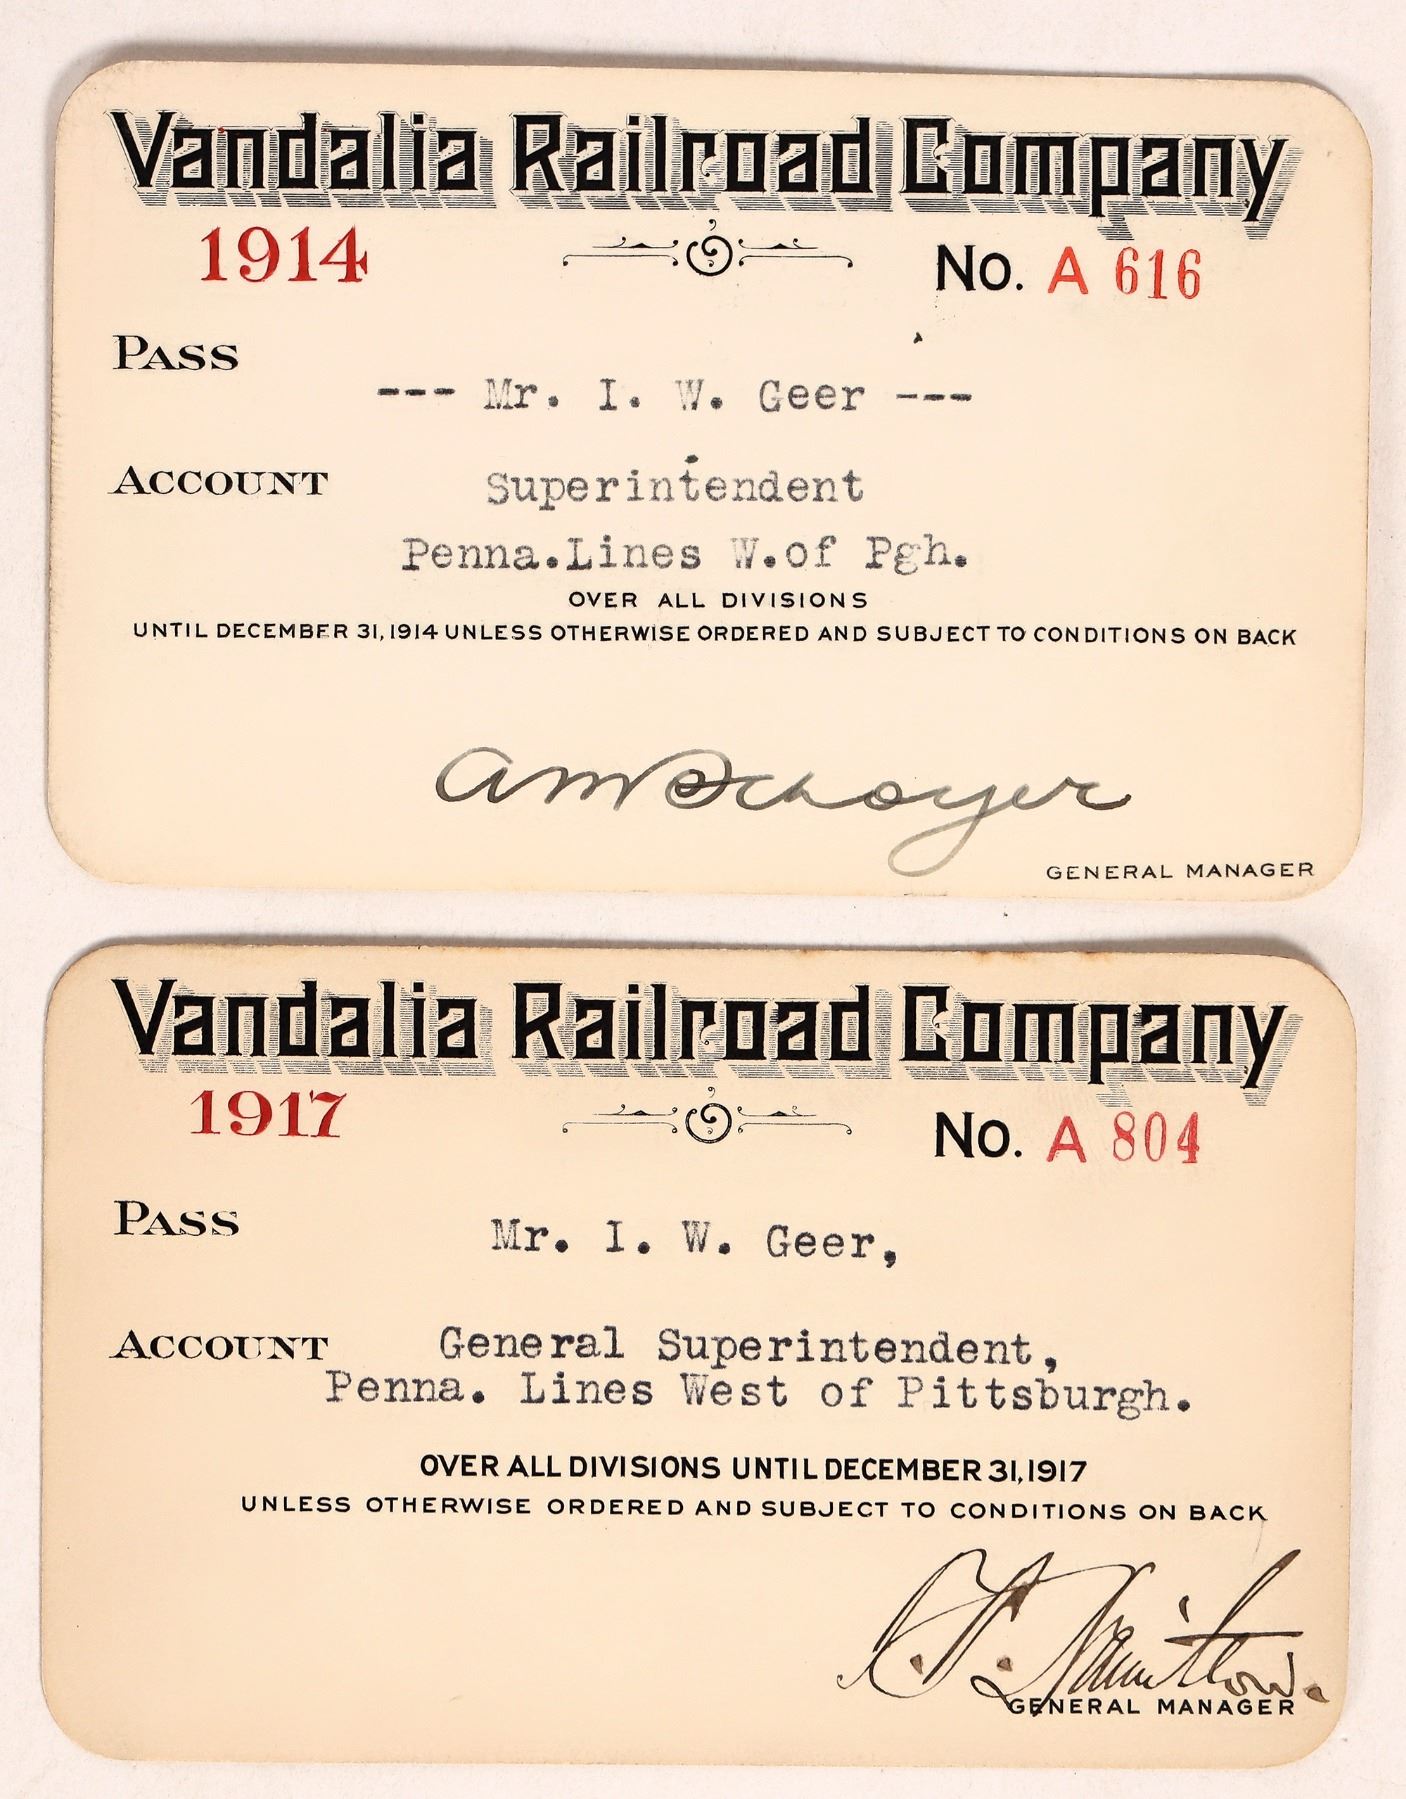 Vandalia Railroad Company
1914 No. A 616
PASS
--- Mr. I. W. Geer ---
ACCOUNT Superintendent
Penna.Lines W.of Pgh.
OVER ALL DIVISIONS
UNTIL DECEMBER 31, 1914 UNLESS OTHERWISE ORDERED AND SUBJECT TO CONDITIONS ON BACK
A M Schoyer
GENERAL MANAGER
Vandalia Railroad Company
1917 No. A 804
PASS Mr. I. W. Geer,
ACCOUNT General Superintendent,
Penna. Lines West of Pittsburgh.
OVER ALL DIVISIONS UNTIL DECEMBER 31, 1917
UNLESS OTHERWISE ORDERED AND SUBJECT TO CONDITIONS ON BACK
GENERAL MANAGER